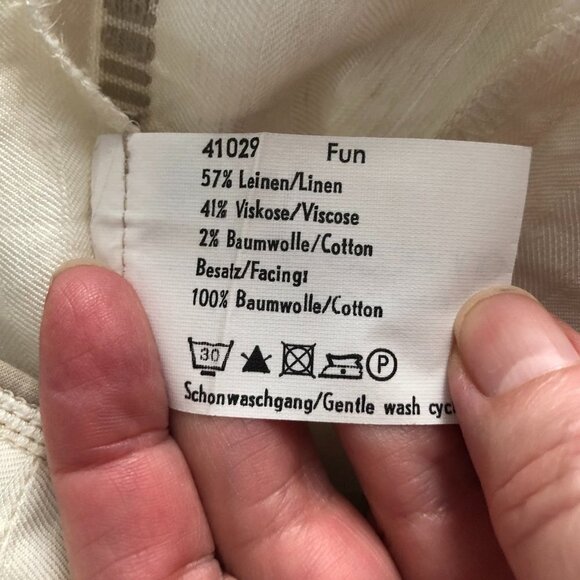 41029 Fun
57% Leinen/Linen
41% Viskose/Viscose
2% Baumwolle/Cotton
Besatz/Facing:
100% Baumwolle/Cotton
30 P
Schonwaschgang/Gentle wash cyc